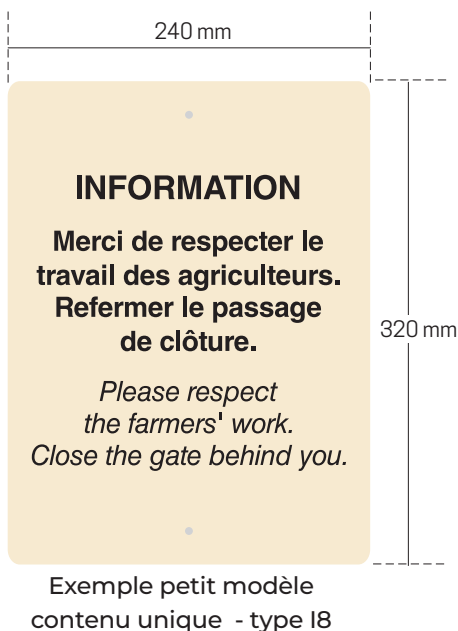 240 mm
INFORMATION
Merci de respecter le
travail des agriculteurs.
Refermer le passage
de clôture.
Please respect
the farmers' work.
Close the gate behind you.
320 mm
Exemple petit modèle
contenu unique - type I8